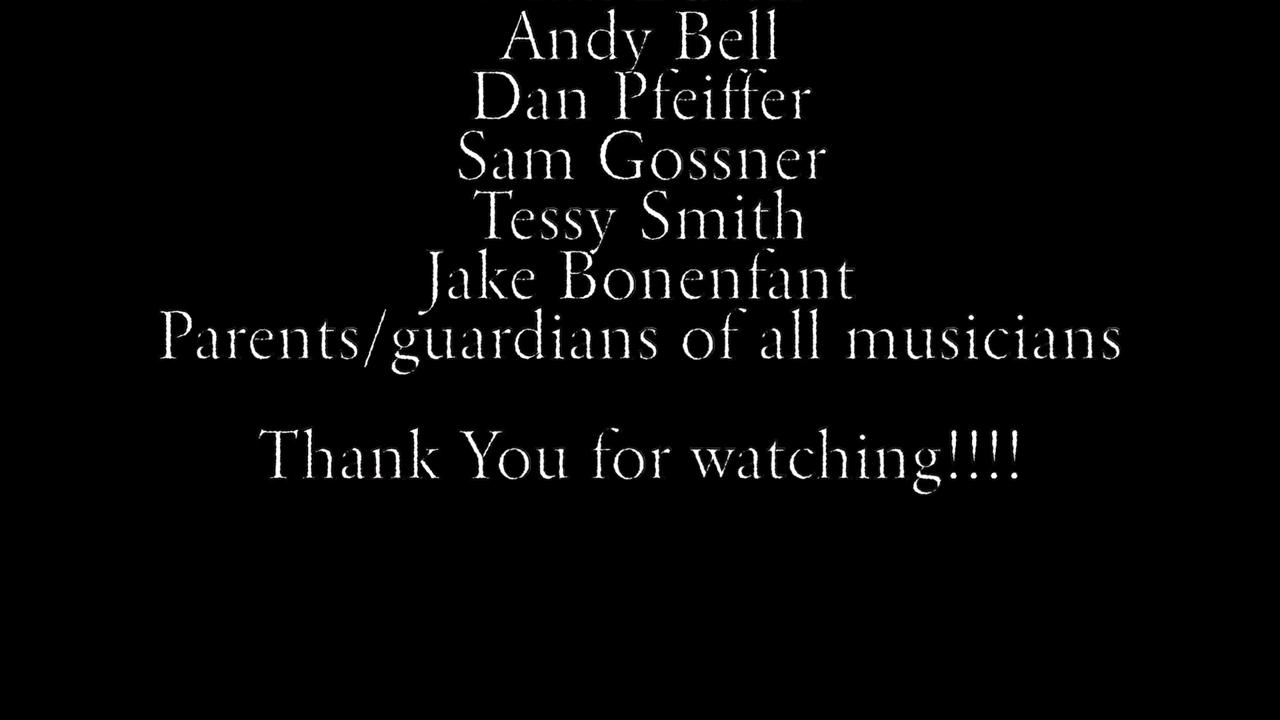 Andy Bell
Dan Pfeiffer
Sam Gossner
Tessy Smith
Jake Bonenfant
Parents/guardians of all musicians
Thank You for watching!!!!